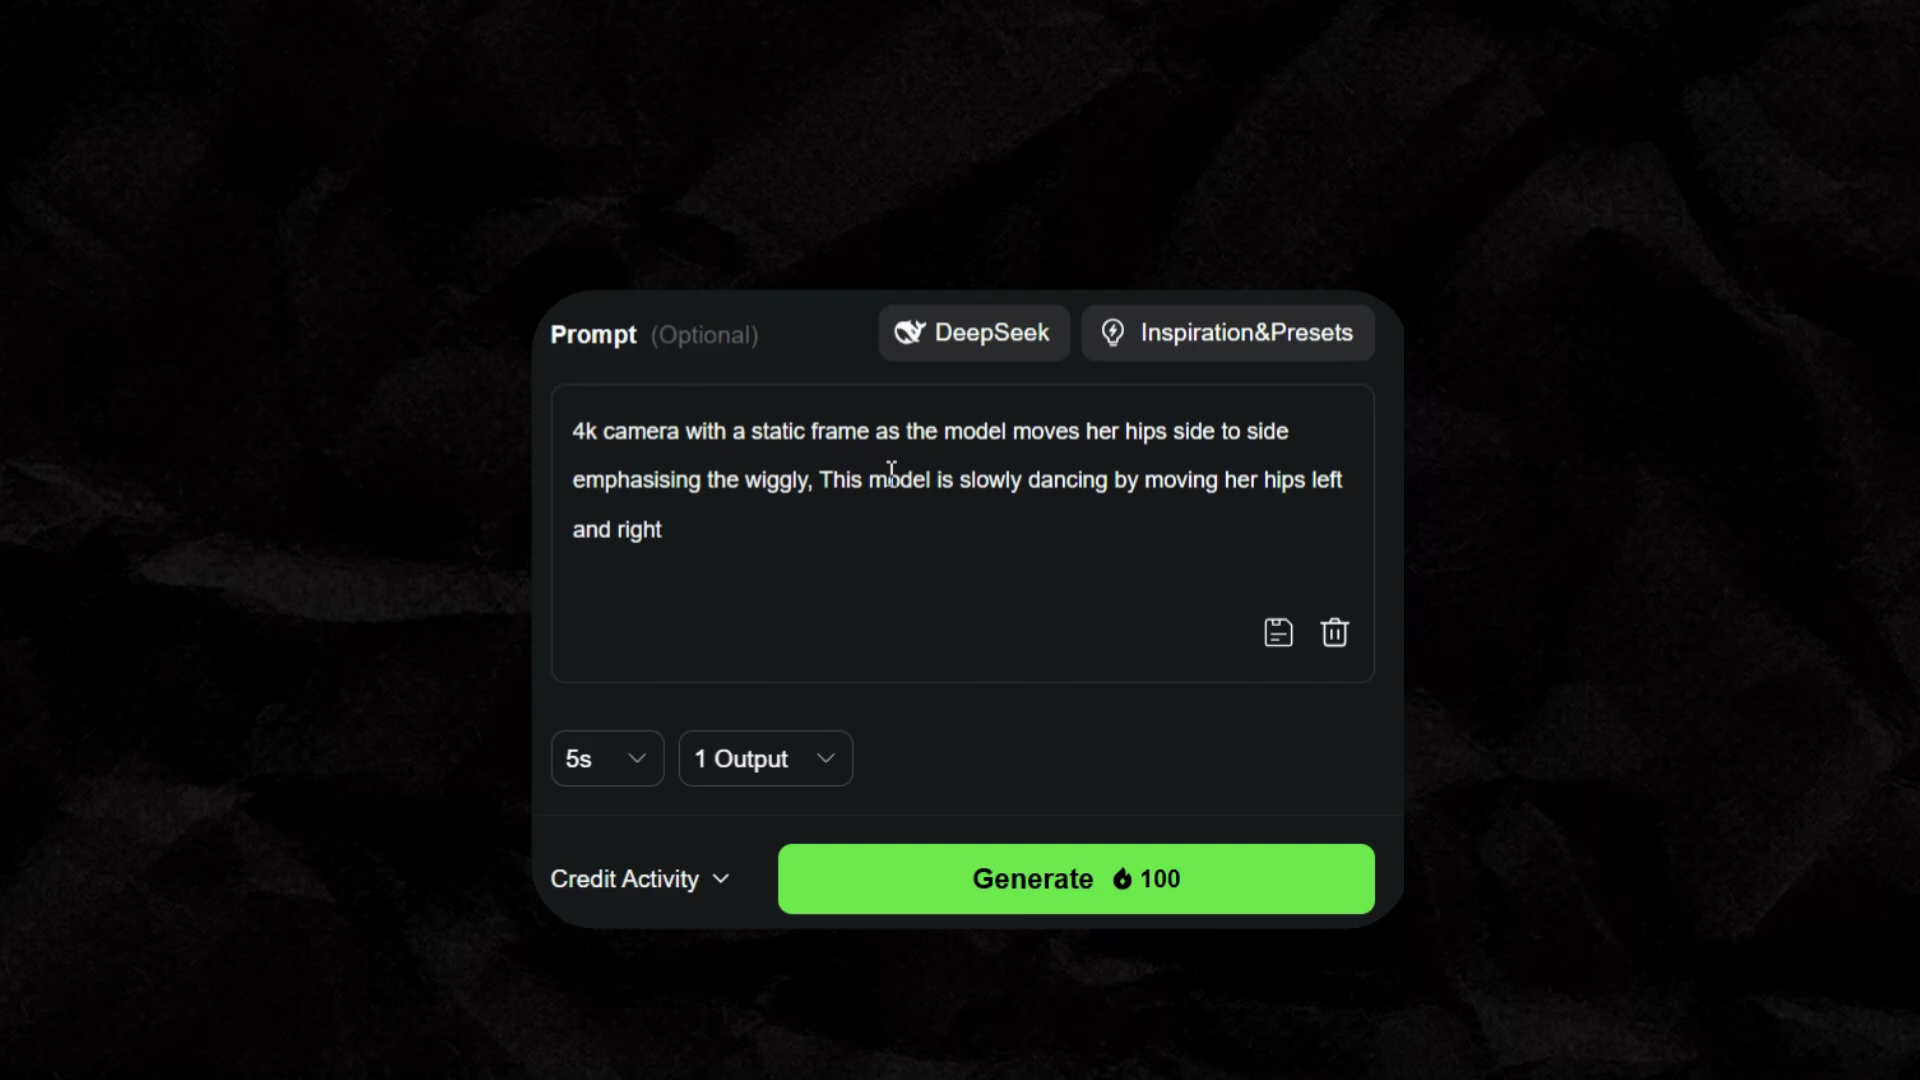 Prompt (Optional) DeepSeek Inspiration&Presets
4k camera with a static frame as the model moves her hips side to side
emphasising the wiggly, This model is slowly dancing by moving her hips left
and right
5s 1 Output
Credit Activity Generate 100